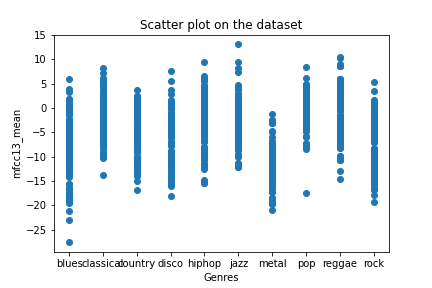 Scatter plot on the dataset
15
10
5
0
−5
−10
−15
−20
−25
mfcc13_mean
blues classical country disco hiphop jazz metal pop reggae rock
Genres